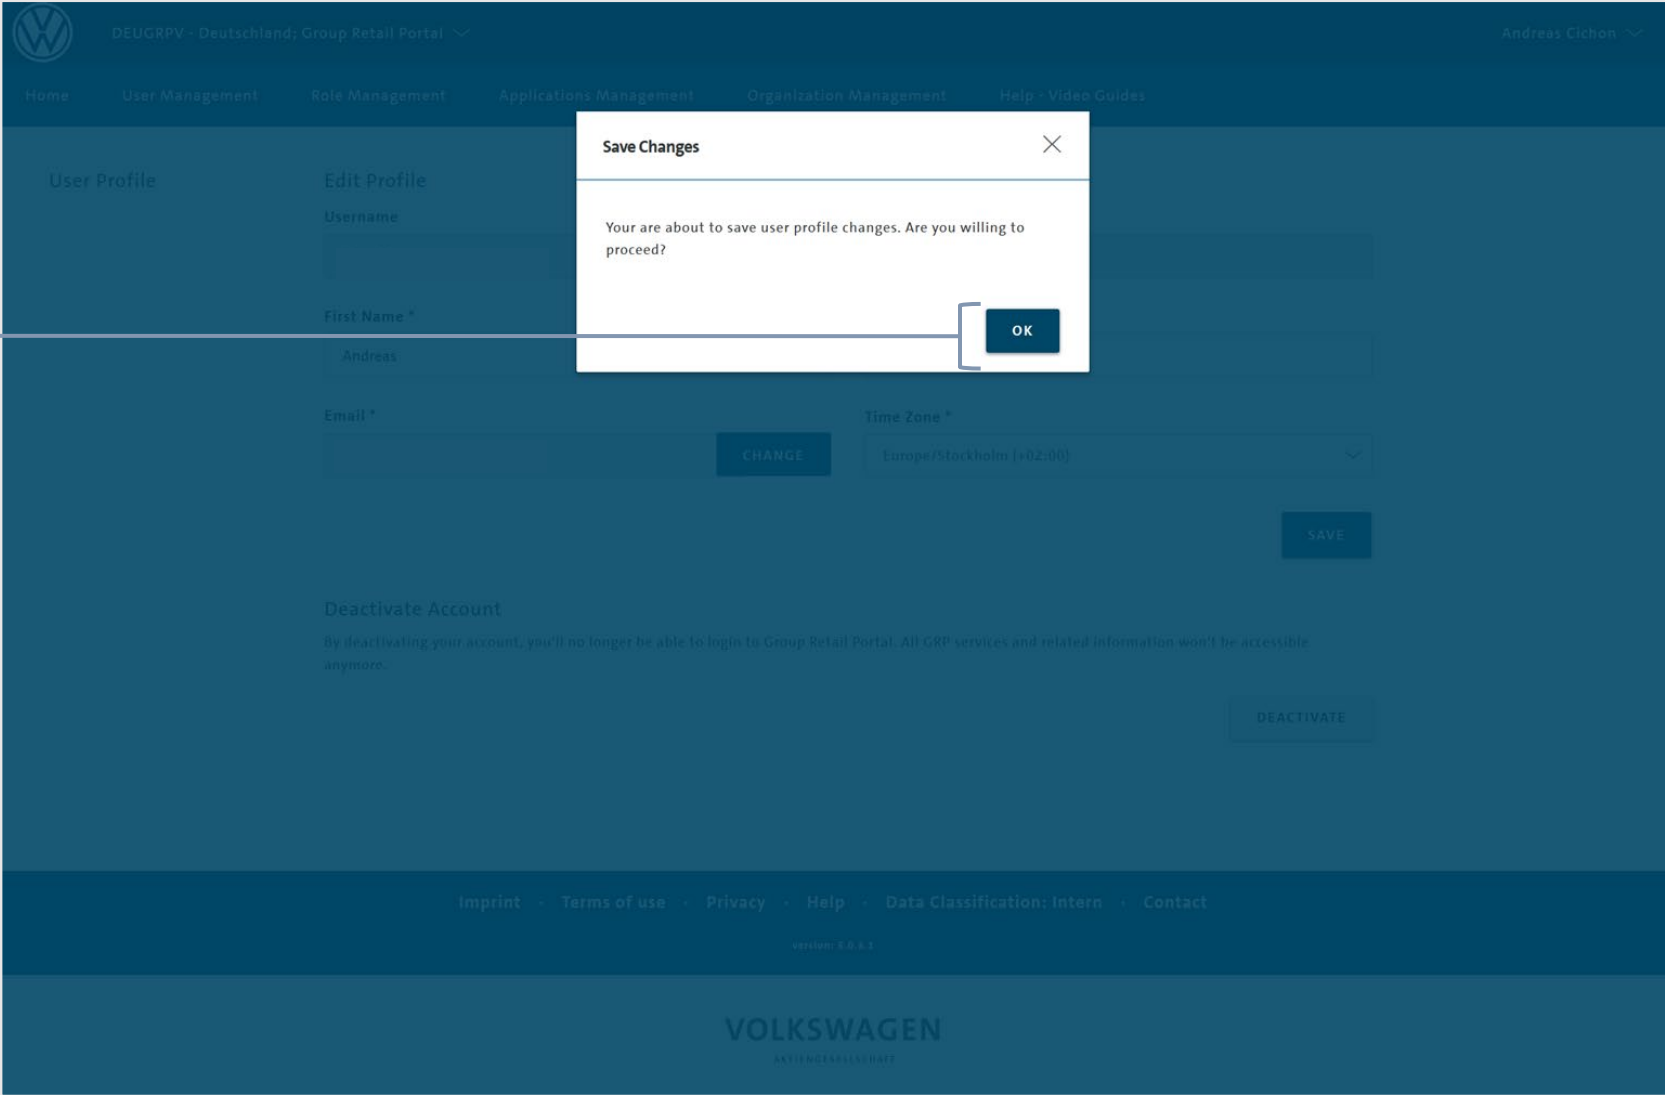 DEUGRPV - Deutschland; Group Retail Portal
Andreas Cichon
Home User Management Role Management Applications Management Organization Management Help - Video Guides
Save Changes
User Profile
Edit Profile
Username
Your are about to save user profile changes. Are you willing to
proceed?
First Name *
OK
Andreas
Email *
Time Zone *
CHANGE
Europe/Stockholm (+02:00)
SAVE
Deactivate Account
By deactivating your account, you'll no longer be able to login to Group Retail Portal. All GRP services and related information won't be accessible
anymore.
DEACTIVATE
Imprint · Terms of use · Privacy · Help · Data Classification: Intern · Contact
VOLKSWAGEN
AKTIENGESELLSCHAFT